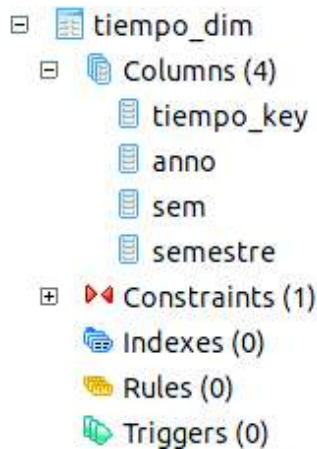 tiempo_dim
Columns (4)
tiempo_key
anno
sem
semestre
Constraints (1)
Indexes (0)
Rules (0)
Triggers (0)